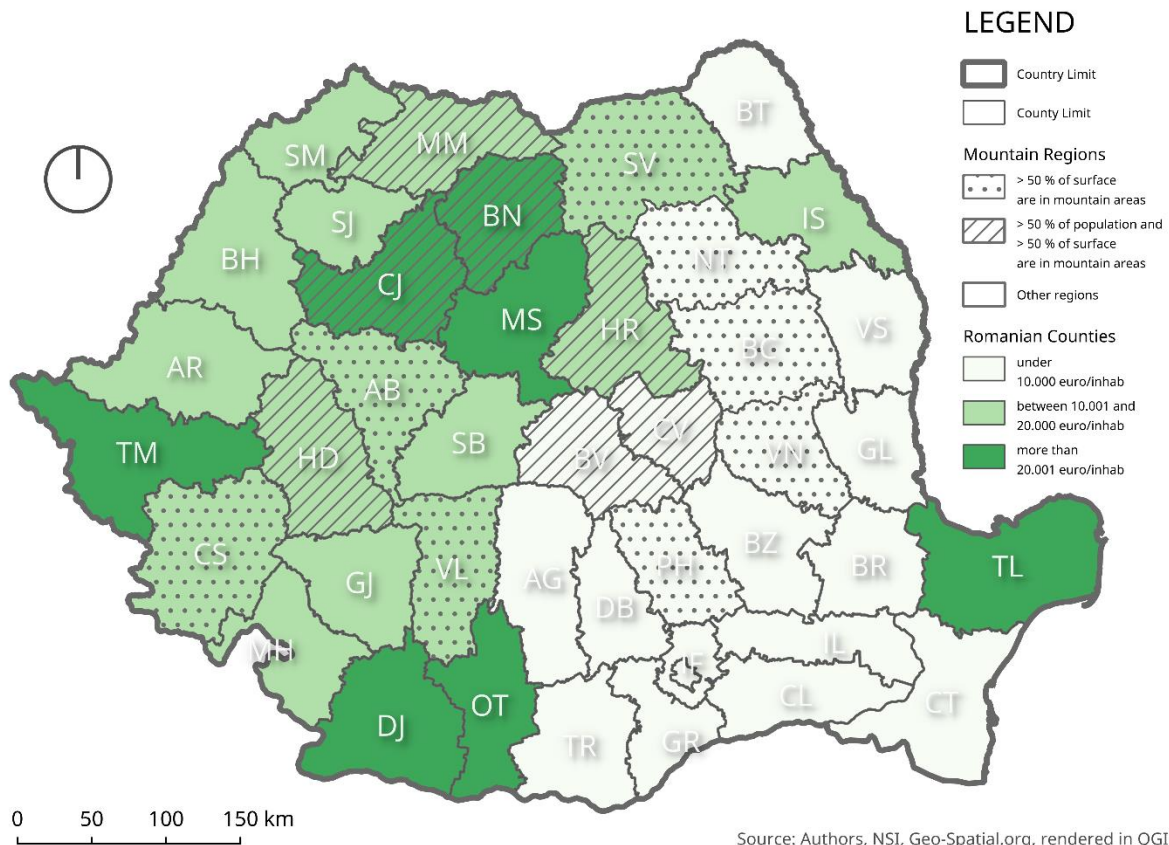 LEGEND
Country Limit
County Limit
Mountain Regions
> 50 % of surface
are in mountain areas
> 50 % of population and
> 50 % of surface
are in mountain areas
Other regions
Romanian Counties
under
10.000 euro/inhab
between 10.001 and
20.000 euro/inhab
more than
20.001 euro/inhab
BT
SM
MM
SV
BN
IS
SJ
BH
NT
CJ
MS
HR
VS
BC
AR
AB
TM
SB
HD
BV
CV
VN
GL
CS
GJ
VL
AG
DB
PH
BZ
BR
TL
MH
IF
IL
OT
DJ
TR
GR
CL
CT
0 50 100 150 km
Source: Authors, NSI, Geo-Spatial.org, rendered in QGI